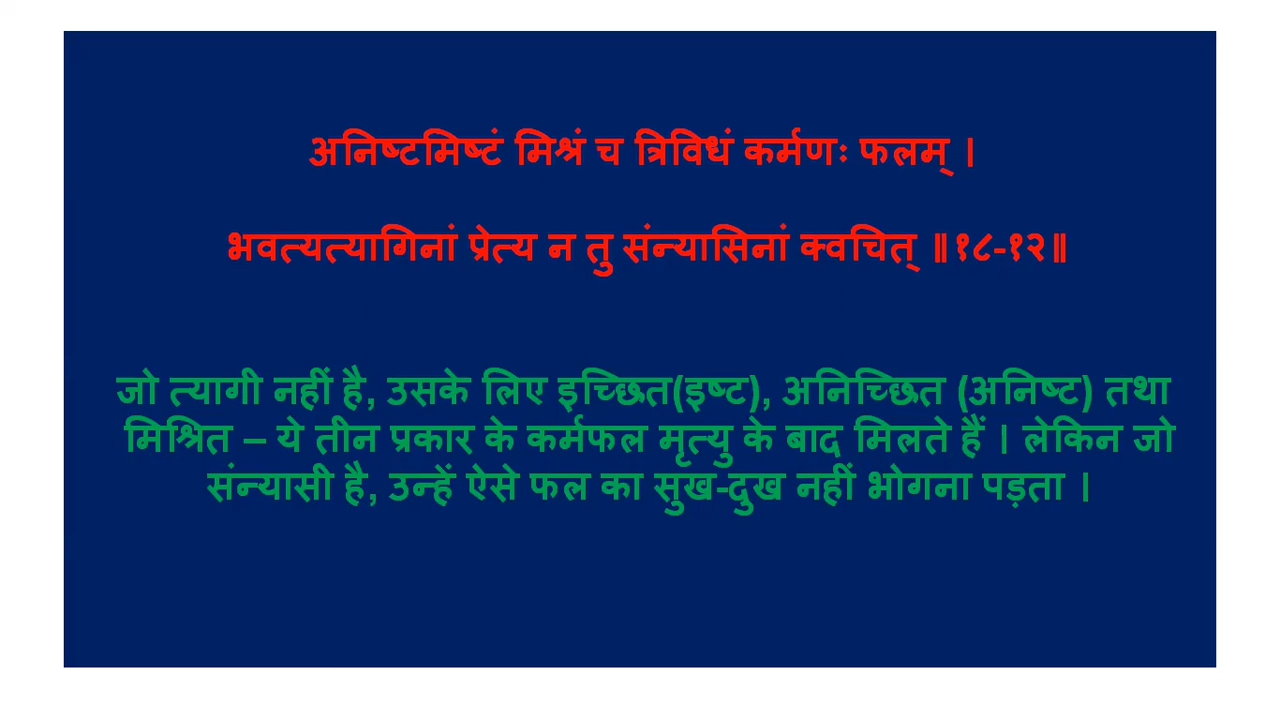 अनिष्टमिष्टं मिश्रं च त्रिविधं कर्मणः फलम् ।
भवत्यत्यागिनां प्रेत्य न तु संन्यासिनां क्वचित् ॥१८-१२॥
जो त्यागी नहीं है, उसके लिए इच्छित(इष्ट), अनिच्छित (अनिष्ट) तथा
मिश्रित – ये तीन प्रकार के कर्मफल मृत्यु के बाद मिलते हैं । लेकिन जो
संन्यासी है, उन्हें ऐसे फल का सुख-दुख नहीं भोगना पड़ता ।